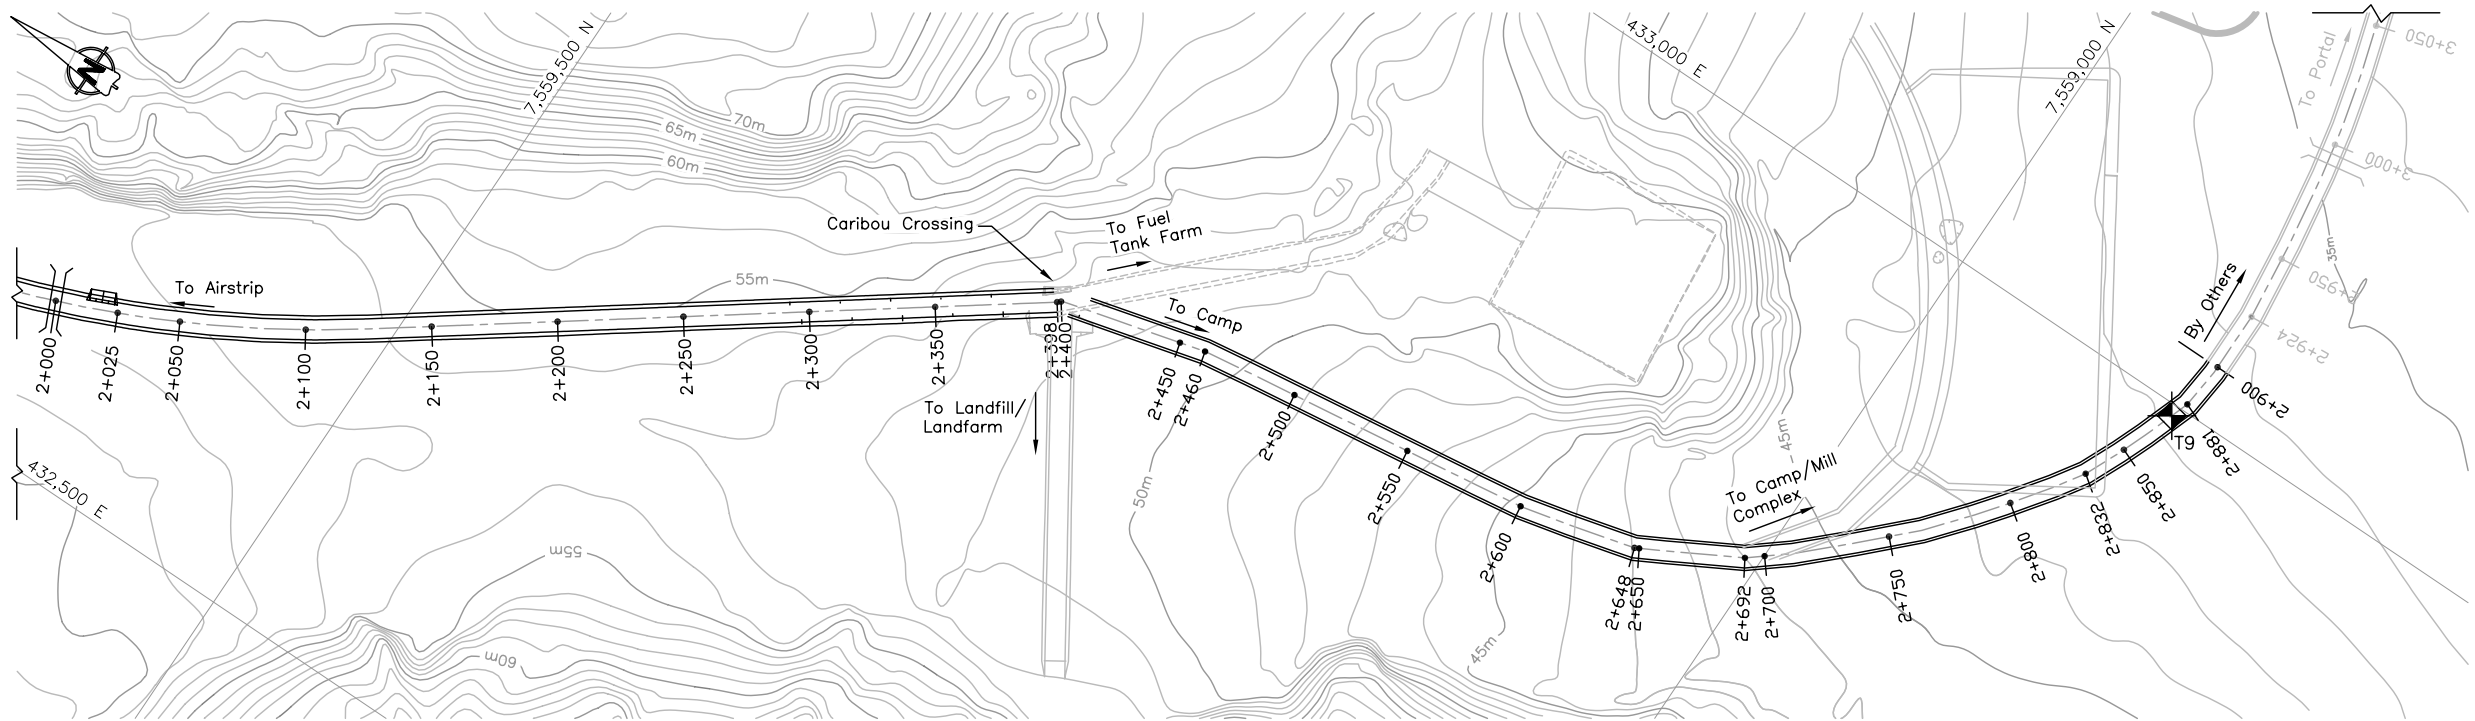 N
7,559,500 N
70m
65m
60m
433,000 E
7,559,000 N
To Portal
3+050
3+000
35m
2+950
2+924
By Others
Caribou Crossing
To Fuel
Tank Farm
55m
To Airstrip
To Camp
2+000
2+025
2+050
2+100
2+150
2+200
2+250
2+300
2+350
2+398
2+400
2+450
2+460
2+500
2+550
2+600
2+648
2+650
2+692
2+700
2+750
2+800
2+832
2+850
2+881
2+900
T9
To Landfill/
Landfarm
To Camp/Mill
Complex
45m
50m
432,500 E
55m
60m
45m